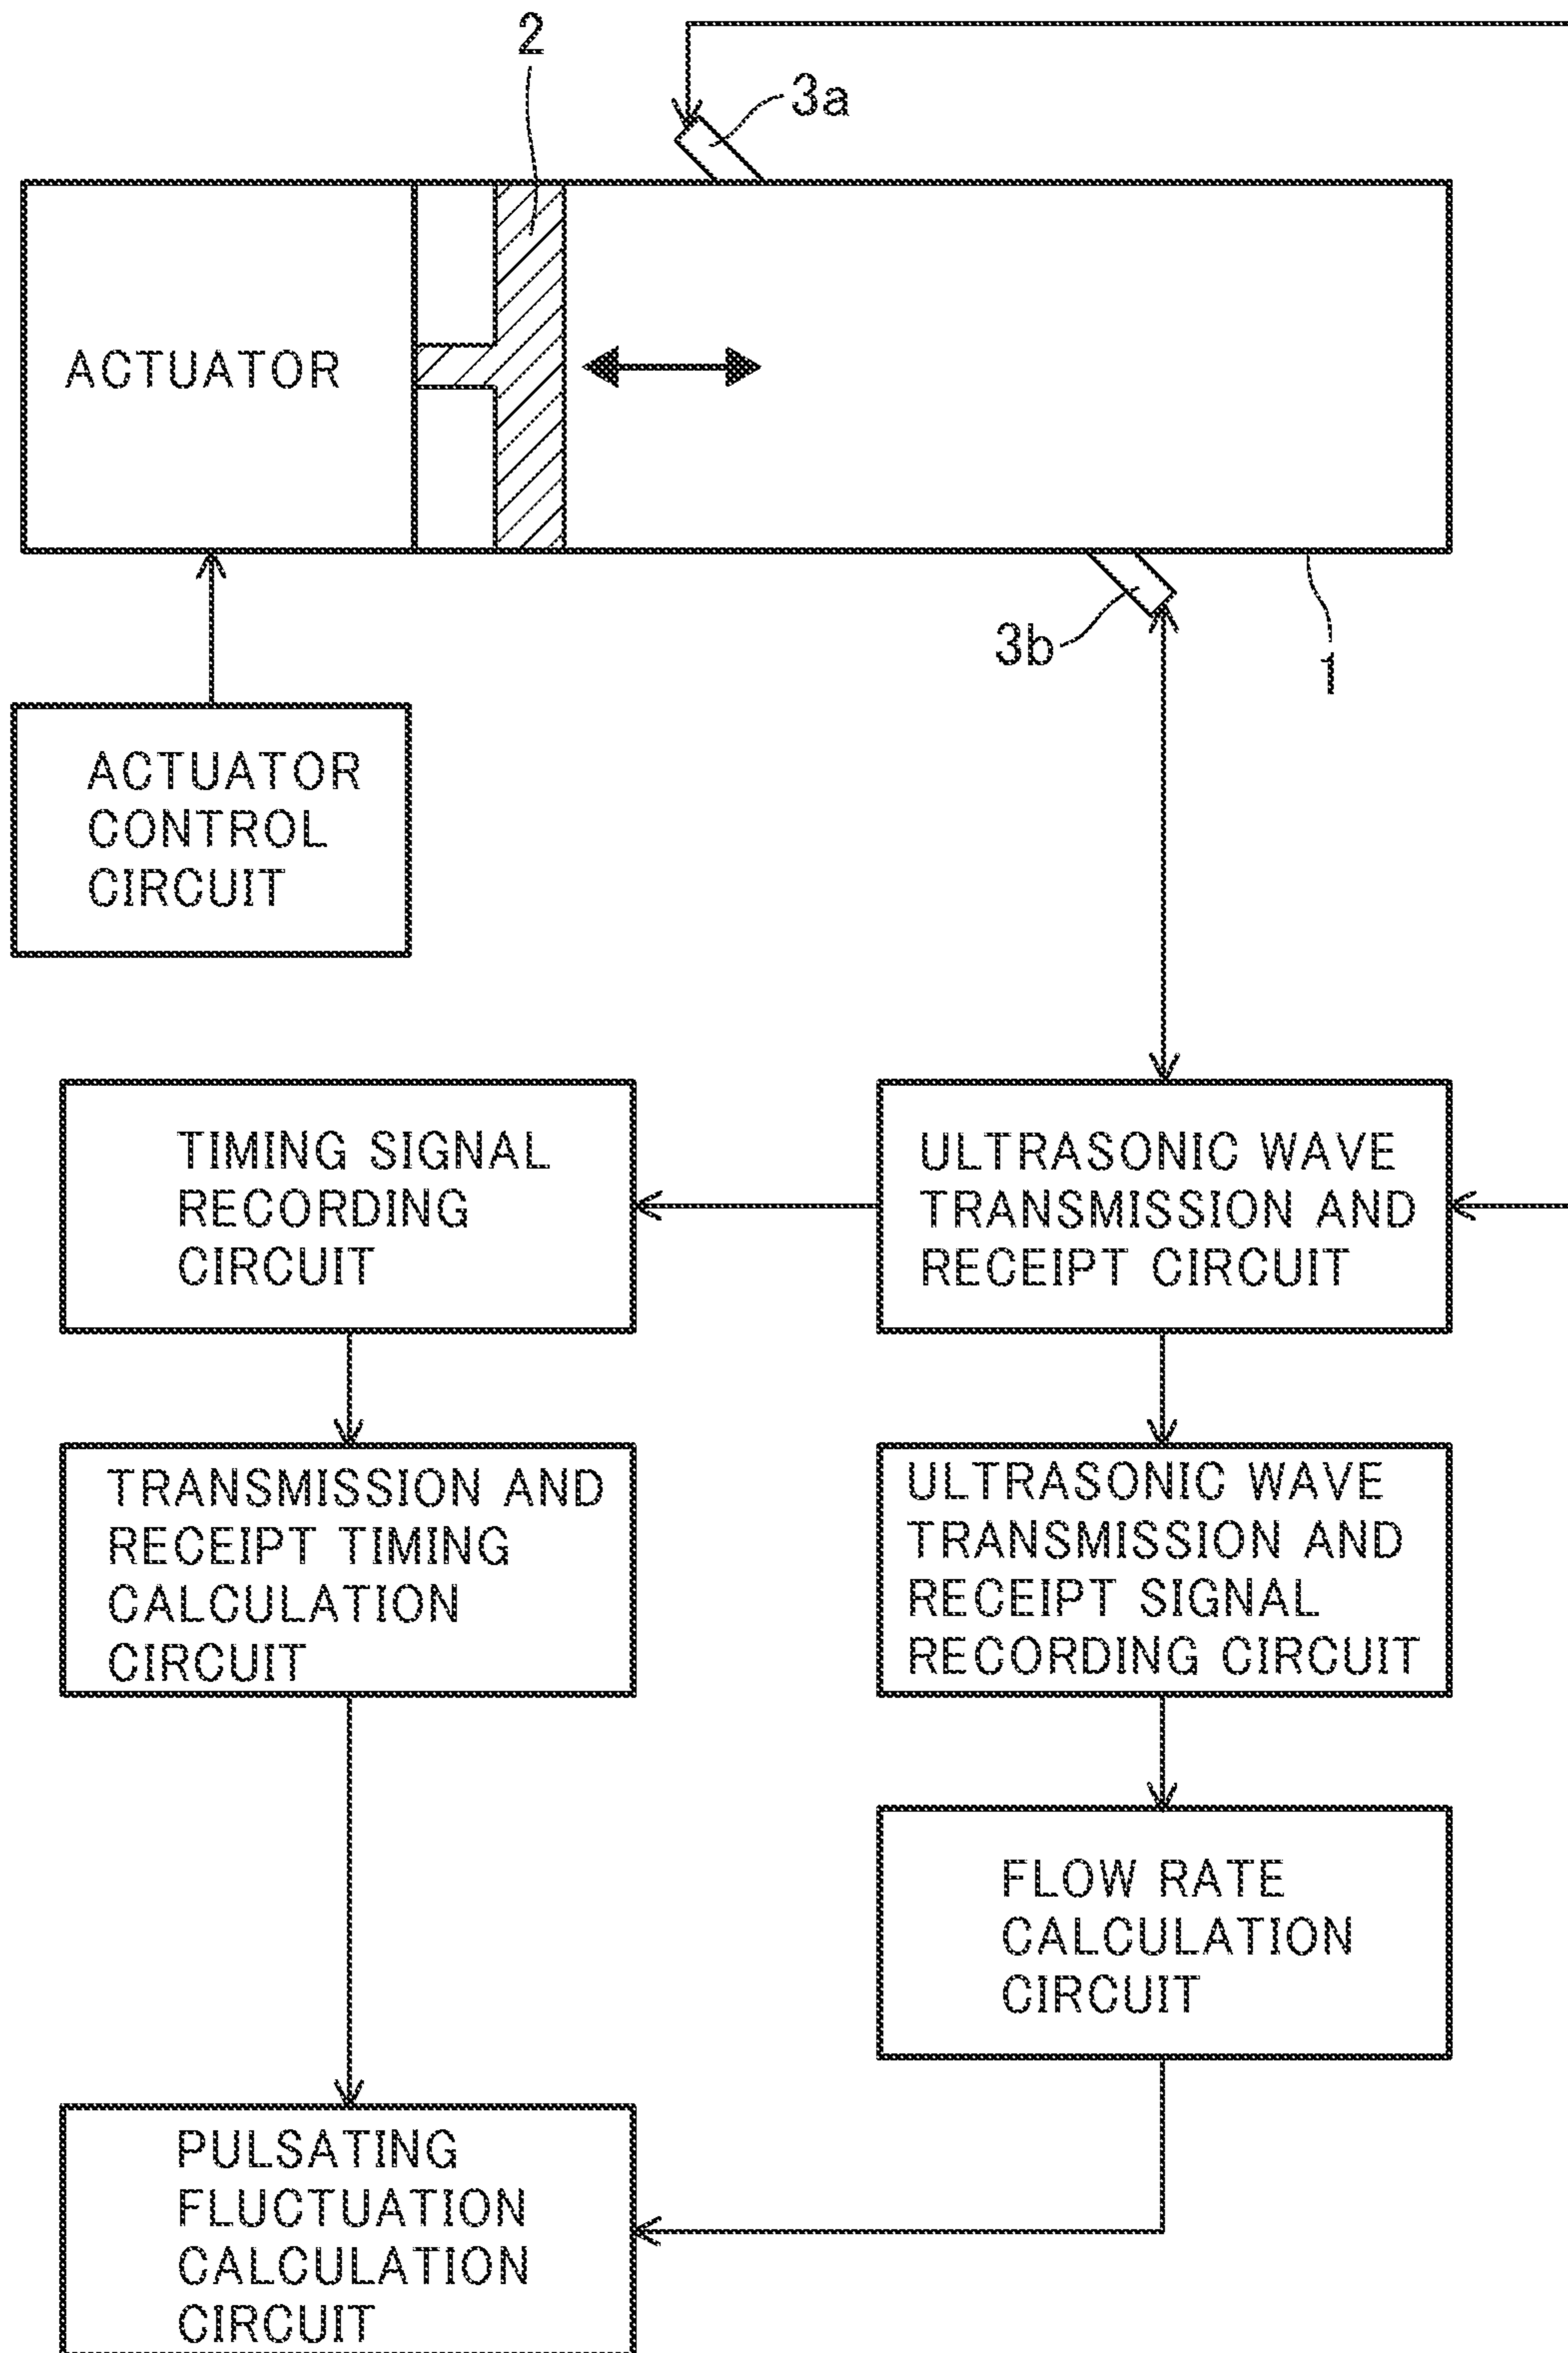 2
3a
ACTUATOR
3b
1
ACTUATOR
CONTROL
CIRCUIT
TIMING SIGNAL
RECORDING
CIRCUIT
ULTRASONIC WAVE
TRANSMISSION AND
RECEIPT CIRCUIT
TRANSMISSION AND
RECEIPT TIMING
CALCULATION
CIRCUIT
ULTRASONIC WAVE
TRANSMISSION AND
RECEIPT SIGNAL
RECORDING CIRCUIT
FLOW RATE
CALCULATION
CIRCUIT
PULSATING
FLUCTUATION
CALCULATION
CIRCUIT